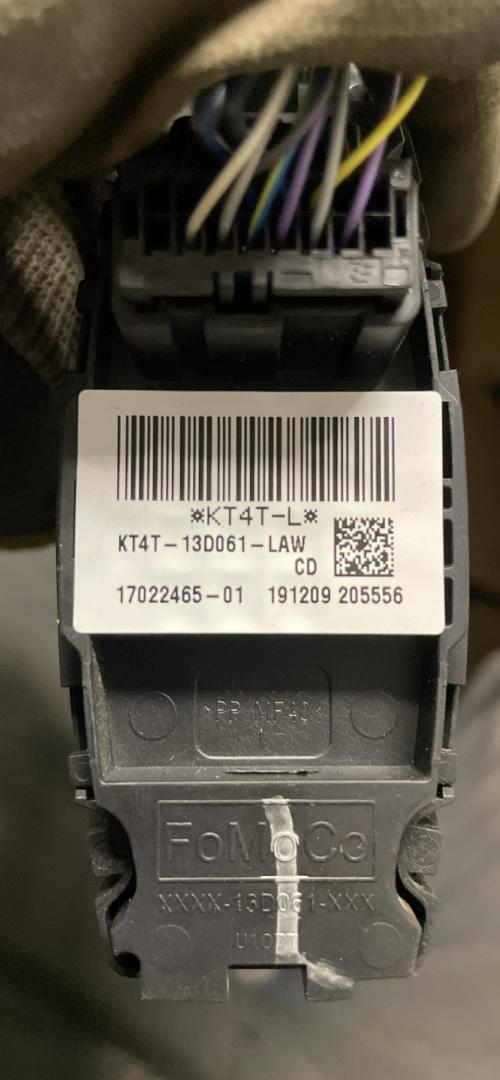 *KT4T-L*
KT4T-13D061-LAW
CD
17022465-01 191209 205556
FoMoCo
XXXX-13D061-XXX